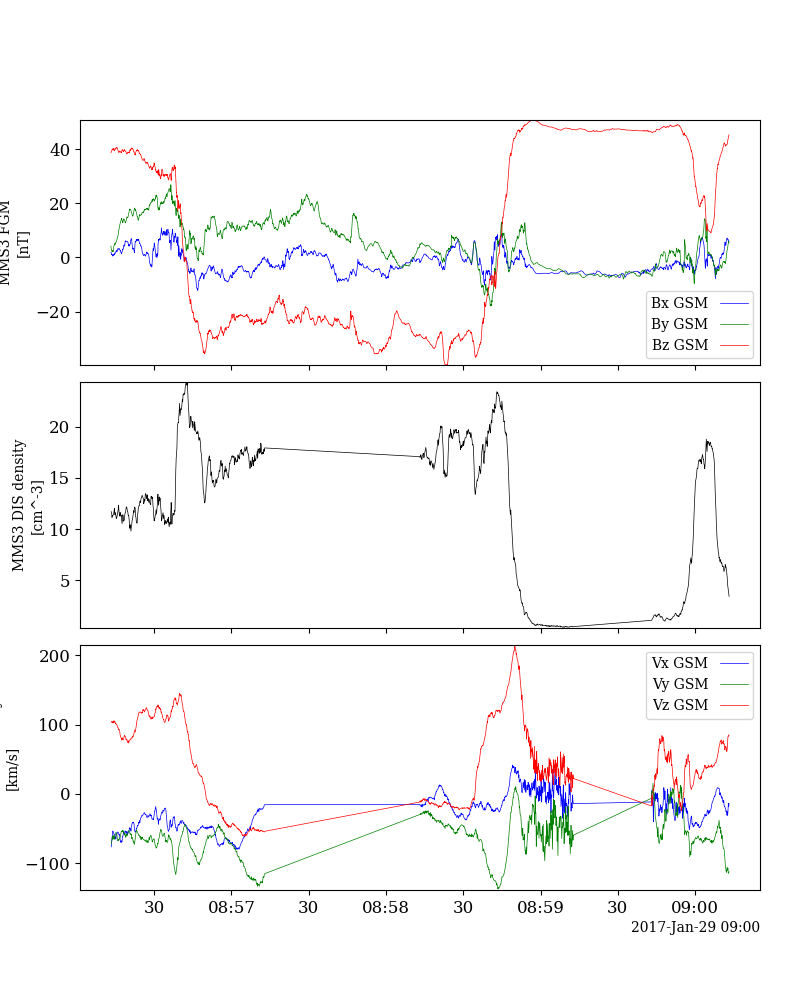 MMS3 FGM
[nT]
40
20
0
−20
Bx GSM
By GSM
Bz GSM
MMS3 DIS density
[cm^-3]
20
15
10
5
[km/s]
200
100
0
−100
Vx GSM
Vy GSM
Vz GSM
30
08:57
30
08:58
30
08:59
30
09:00
2017-Jan-29 09:00